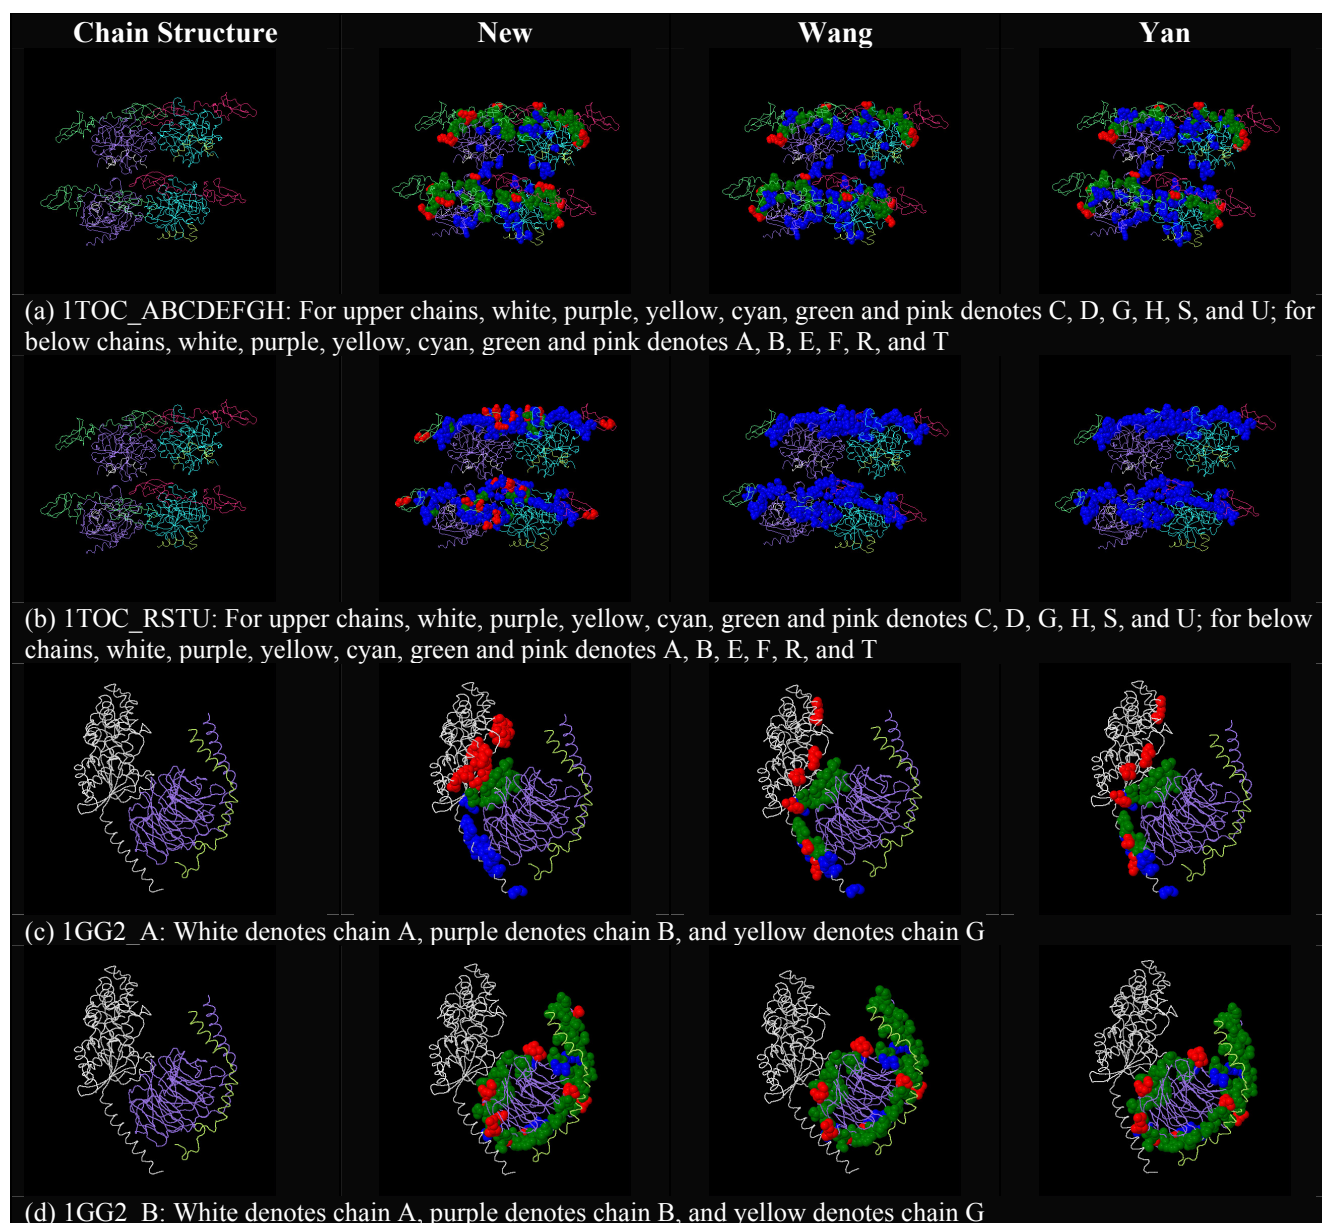 Chain Structure New Wang Yan
(a) 1TOC_ABCDEFGH: For upper chains, white, purple, yellow, cyan, green and pink denotes C, D, G, H, S, and U; for
below chains, white, purple, yellow, cyan, green and pink denotes A, B, E, F, R, and T
(b) 1TOC_RSTU: For upper chains, white, purple, yellow, cyan, green and pink denotes C, D, G, H, S, and U; for below
chains, white, purple, yellow, cyan, green and pink denotes A, B, E, F, R, and T
(c) 1GG2_A: White denotes chain A, purple denotes chain B, and yellow denotes chain G
(d) 1GG2_B: White denotes chain A, purple denotes chain B, and yellow denotes chain G